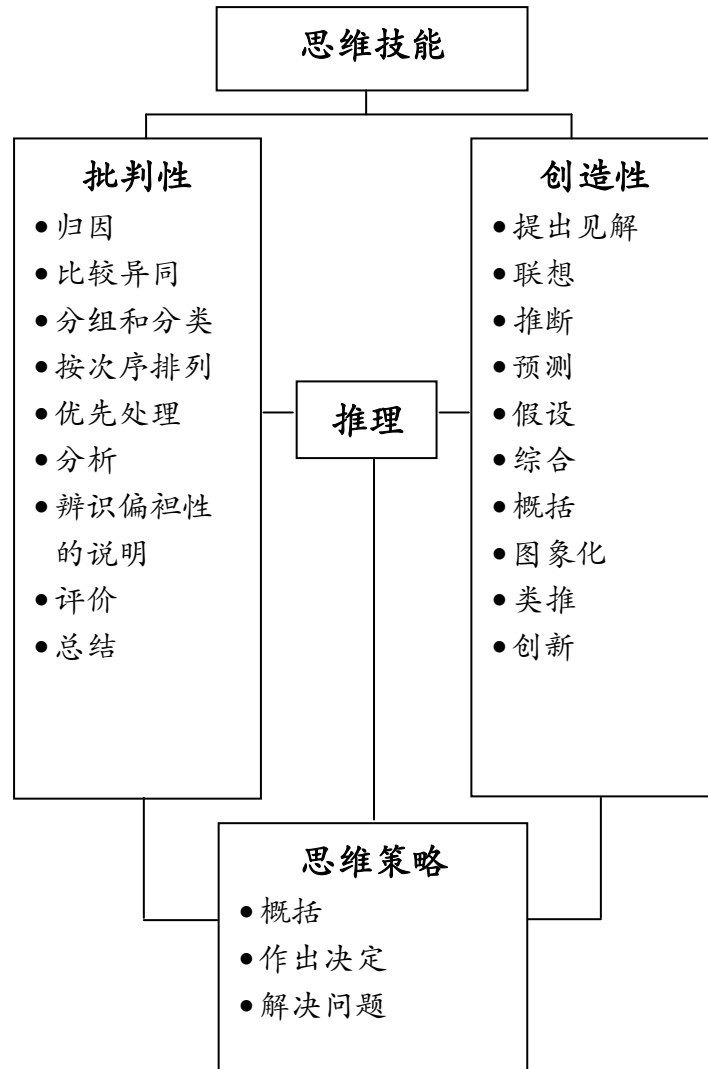 思维技能
批判性
•归因
•比较异同
•分组和分类
•按次序排列
•优先处理
•分析
•辨识偏袒性
的说明
•评价
•总结
推理
创造性
•提出见解
•联想
•推断
•预测
•假设
•综合
•概括
•图象化
•类推
•创新
思维策略
•概括
•作出决定
•解决问题